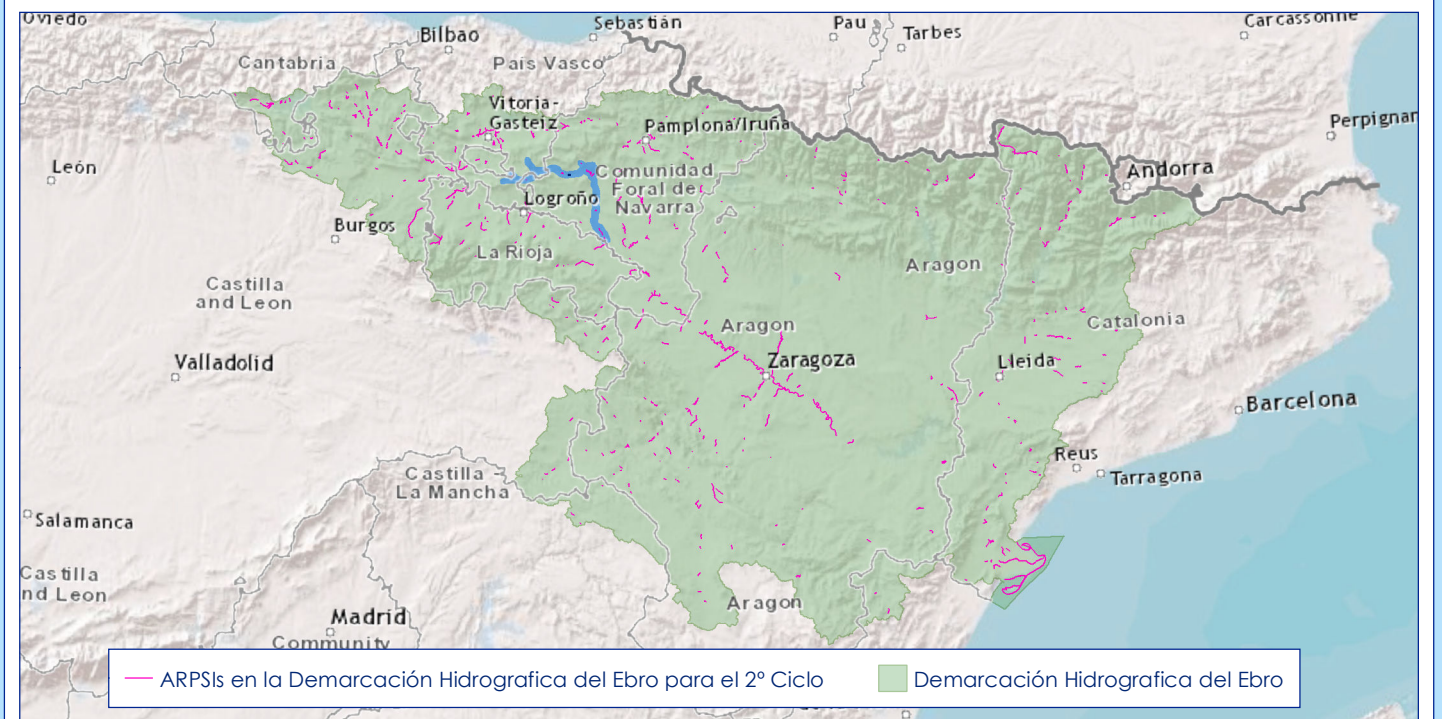 Oviedo
Sebastián
Pau
Tarbes
Carcassonne
Bilbao
Cantabria
País Vasco
Vitoria-
Gasteiz
Pamplona/Iruña
Perpignan
León
Andorra
Comunidad
Foral de
Navarra
Logroño
Burgos
La Rioja
Aragon
Castilla
and Leon
Aragon
Catalonia
Valladolid
Zaragoza
Lleida
Barcelona
Reus
Castilla -
La Mancha
Tarragona
Salamanca
Castilla
nd Leon
Aragon
Madrid
Community
ARPSIs en la Demarcación Hidrografica del Ebro para el 2º Ciclo
Demarcación Hidrografica del Ebro